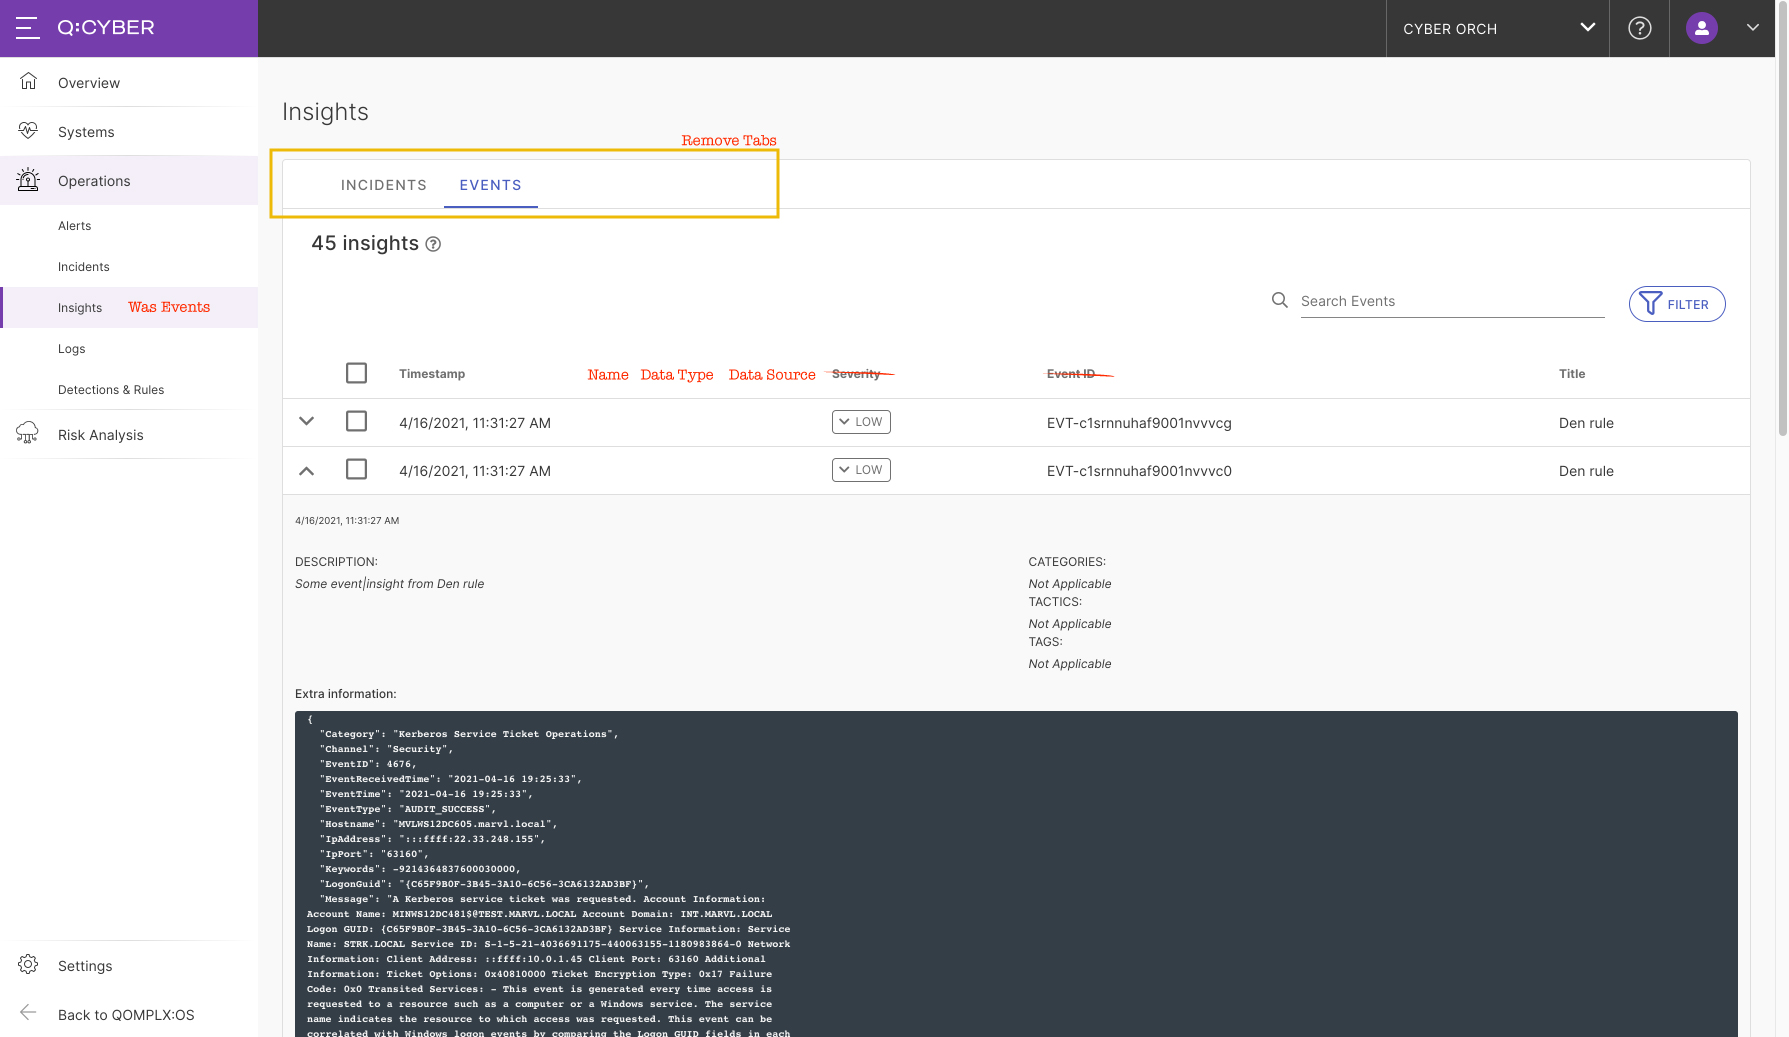 Q:CYBER
CYBER ORCH
Overview
Systems
Operations
Alerts
Incidents
Insights Was Events
Logs
Detections & Rules
Risk Analysis
Settings
Back to QOMPLX:OS
Insights
Remove Tabs
INCIDENTS EVENTS
45 insights
Search Events
FILTER
Timestamp Name Data Type Data Source Severity Event ID Title
4/16/2021, 11:31:27 AM LOW EVT-c1srnnuhaf9001nvvvcg Den rule
4/16/2021, 11:31:27 AM LOW EVT-c1srnnuhaf9001nvvvc0 Den rule
4/16/2021, 11:31:27 AM
DESCRIPTION:
Some event|insight from Den rule
CATEGORIES:
Not Applicable
TACTICS:
Not Applicable
TAGS:
Not Applicable
Extra information:
{
"Category": "Kerberos Service Ticket Operations",
"Channel": "Security",
"EventID": 4676,
"EventReceivedTime": "2021-04-16 19:25:33",
"EventTime": "2021-04-16 19:25:33",
"EventType": "AUDIT_SUCCESS",
"Hostname": "MVLWS12DC605.marvl.local",
"IpAddress": ":::ffff:22.33.248.155",
"IpPort": "63160",
"Keywords": -9214364837600030000,
"LogonGuid": "{C65F9B0F-3B45-3A10-6C56-3CA6132AD3BF}",
"Message": "A Kerberos service ticket was requested. Account Information:
Account Name: MINWS12DC481$@TEST.MARVL.LOCAL Account Domain: INT.MARVL.LOCAL
Logon GUID: {C65F9B0F-3B45-3A10-6C56-3CA6132AD3BF} Service Information: Service
Name: STRK.LOCAL Service ID: S-1-5-21-4036691175-440063155-1180983864-0 Network
Information: Client Address: ::ffff:10.0.1.45 Client Port: 63160 Additional
Information: Ticket Options: 0x40810000 Ticket Encryption Type: 0x17 Failure
Code: 0x0 Transited Services: - This event is generated every time access is
requested to a resource such as a computer or a Windows service. The service
name indicates the resource to which access was requested. This event can be
correlated with Windows logon events by comparing the Logon GUID fields in each